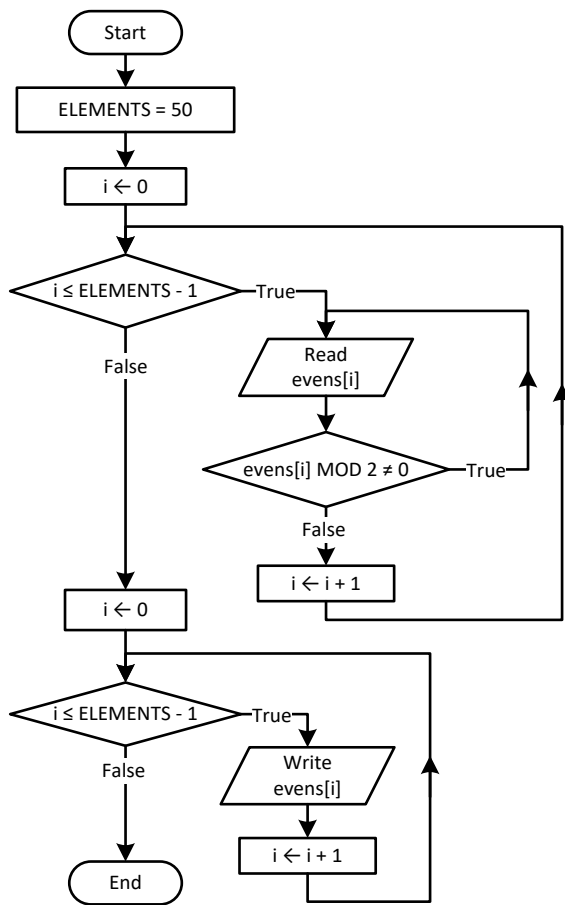 Start
ELEMENTS = 50
i ← 0
i ≤ ELEMENTS - 1
True
False
Read
evens[i]
evens[i] MOD 2 ≠ 0
True
False
i ← i + 1
i ← 0
i ≤ ELEMENTS - 1
True
False
Write
evens[i]
i ← i + 1
End